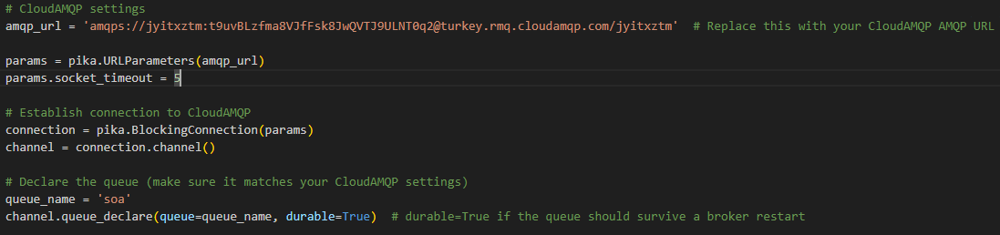 # CloudAMQP settings
amqp_url = 'amqps://jyitxztm:t9uvBLzfma8VJfFsk8JwQVTJ9ULNT0q2@turkey.rmq.cloudamqp.com/jyitxztm'  # Replace this with your CloudAMQP AMQP URL
params = pika.URLParameters(amqp_url)
params.socket_timeout = 5
# Establish connection to CloudAMQP
connection = pika.BlockingConnection(params)
channel = connection.channel()
# Declare the queue (make sure it matches your CloudAMQP settings)
queue_name = 'soa'
channel.queue_declare(queue=queue_name, durable=True)  # durable=True if the queue should survive a broker restart